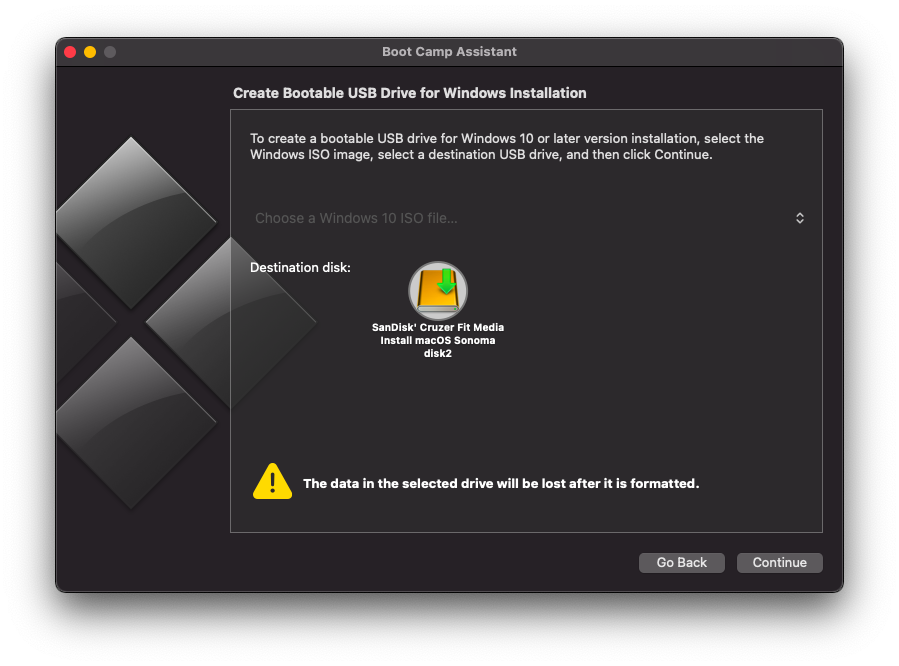 Boot Camp Assistant
Create Bootable USB Drive for Windows Installation
To create a bootable USB drive for Windows 10 or later version installation, select the
Windows ISO image, select a destination USB drive, and then click Continue.
Choose a Windows 10 ISO file...
Destination disk:
SanDisk' Cruzer Fit Media
Install macOS Sonoma
disk2
The data in the selected drive will be lost after it is formatted.
Go Back
Continue